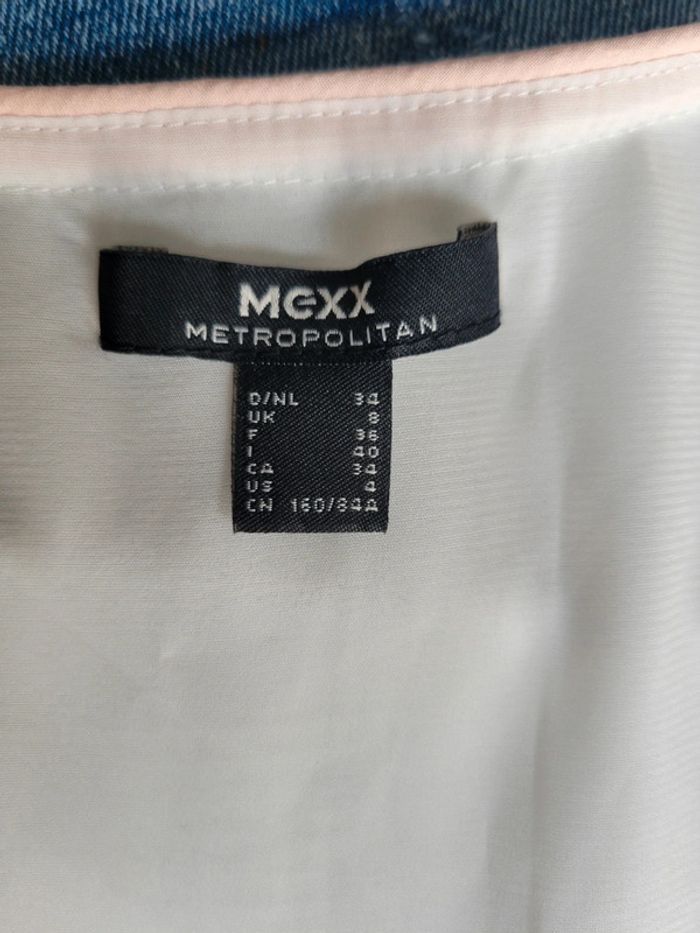 Mexx
METROPOLITAN
D/NL 34
UK 8
F 36
I 40
CA 34
US 4
CN 160/84A